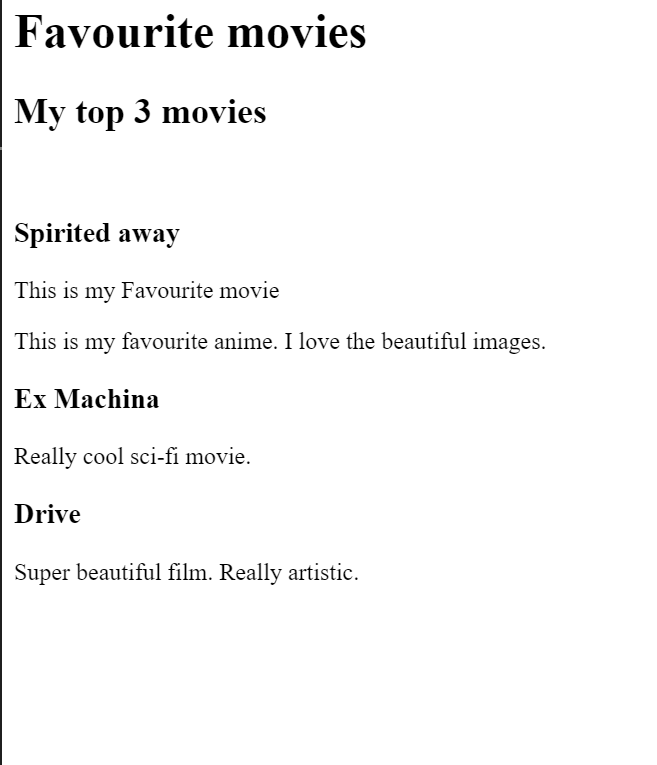 Favourite movies
My top 3 movies
Spirited away
This is my Favourite movie
This is my favourite anime. I love the beautiful images.
Ex Machina
Really cool sci-fi movie.
Drive
Super beautiful film. Really artistic.